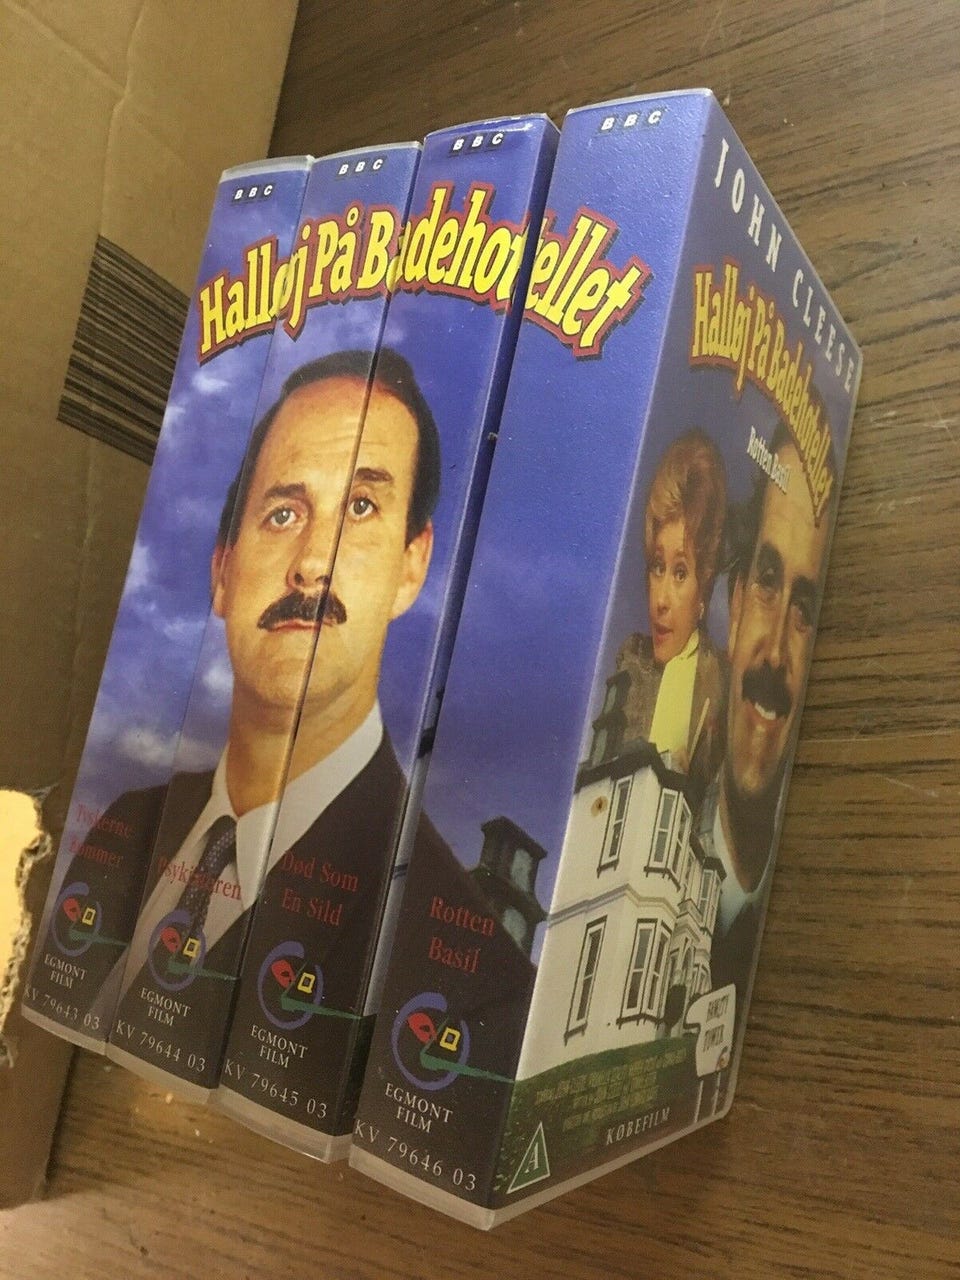 BBC
BBC
BBC
BBC
Halløj På Badehotellet
Tyskerne
kommer
EGMONT
FILM
KV 79643 03
Psykiateren
EGMONT
FILM
KV 79644 03
Død Som
En Sild
EGMONT
FILM
KV 79645 03
Rotten
Basil
EGMONT
FILM
KV 79646 03
JOHN CLEESE
Halløj På Badehotellet
Rotten Basil
FAWLTY
TOWER
A
KØBEFILM